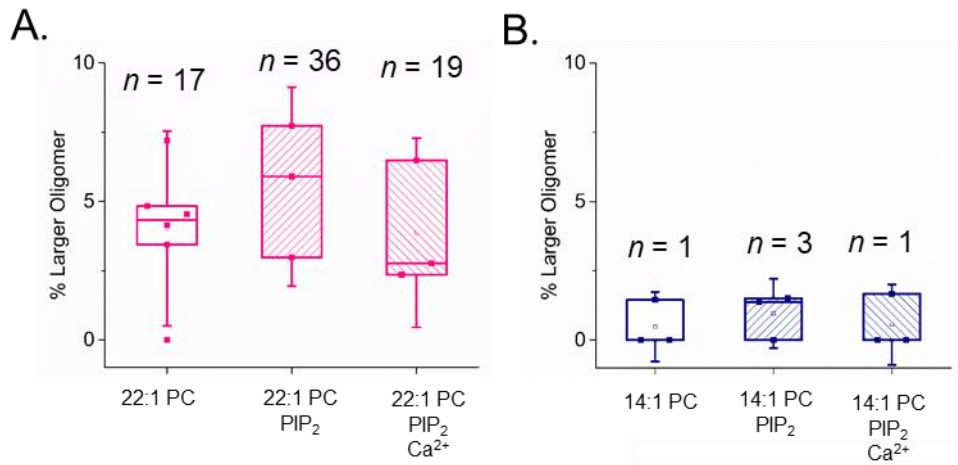 A.
% Larger Oligomer
10
5
0
n = 17
n = 36
n = 19
22:1 PC
22:1 PC
PIP₂
22:1 PC
PIP₂
Ca²⁺
B.
% Larger Oligomer
10
5
0
n = 1
n = 3
n = 1
14:1 PC
14:1 PC
PIP₂
14:1 PC
PIP₂
Ca²⁺